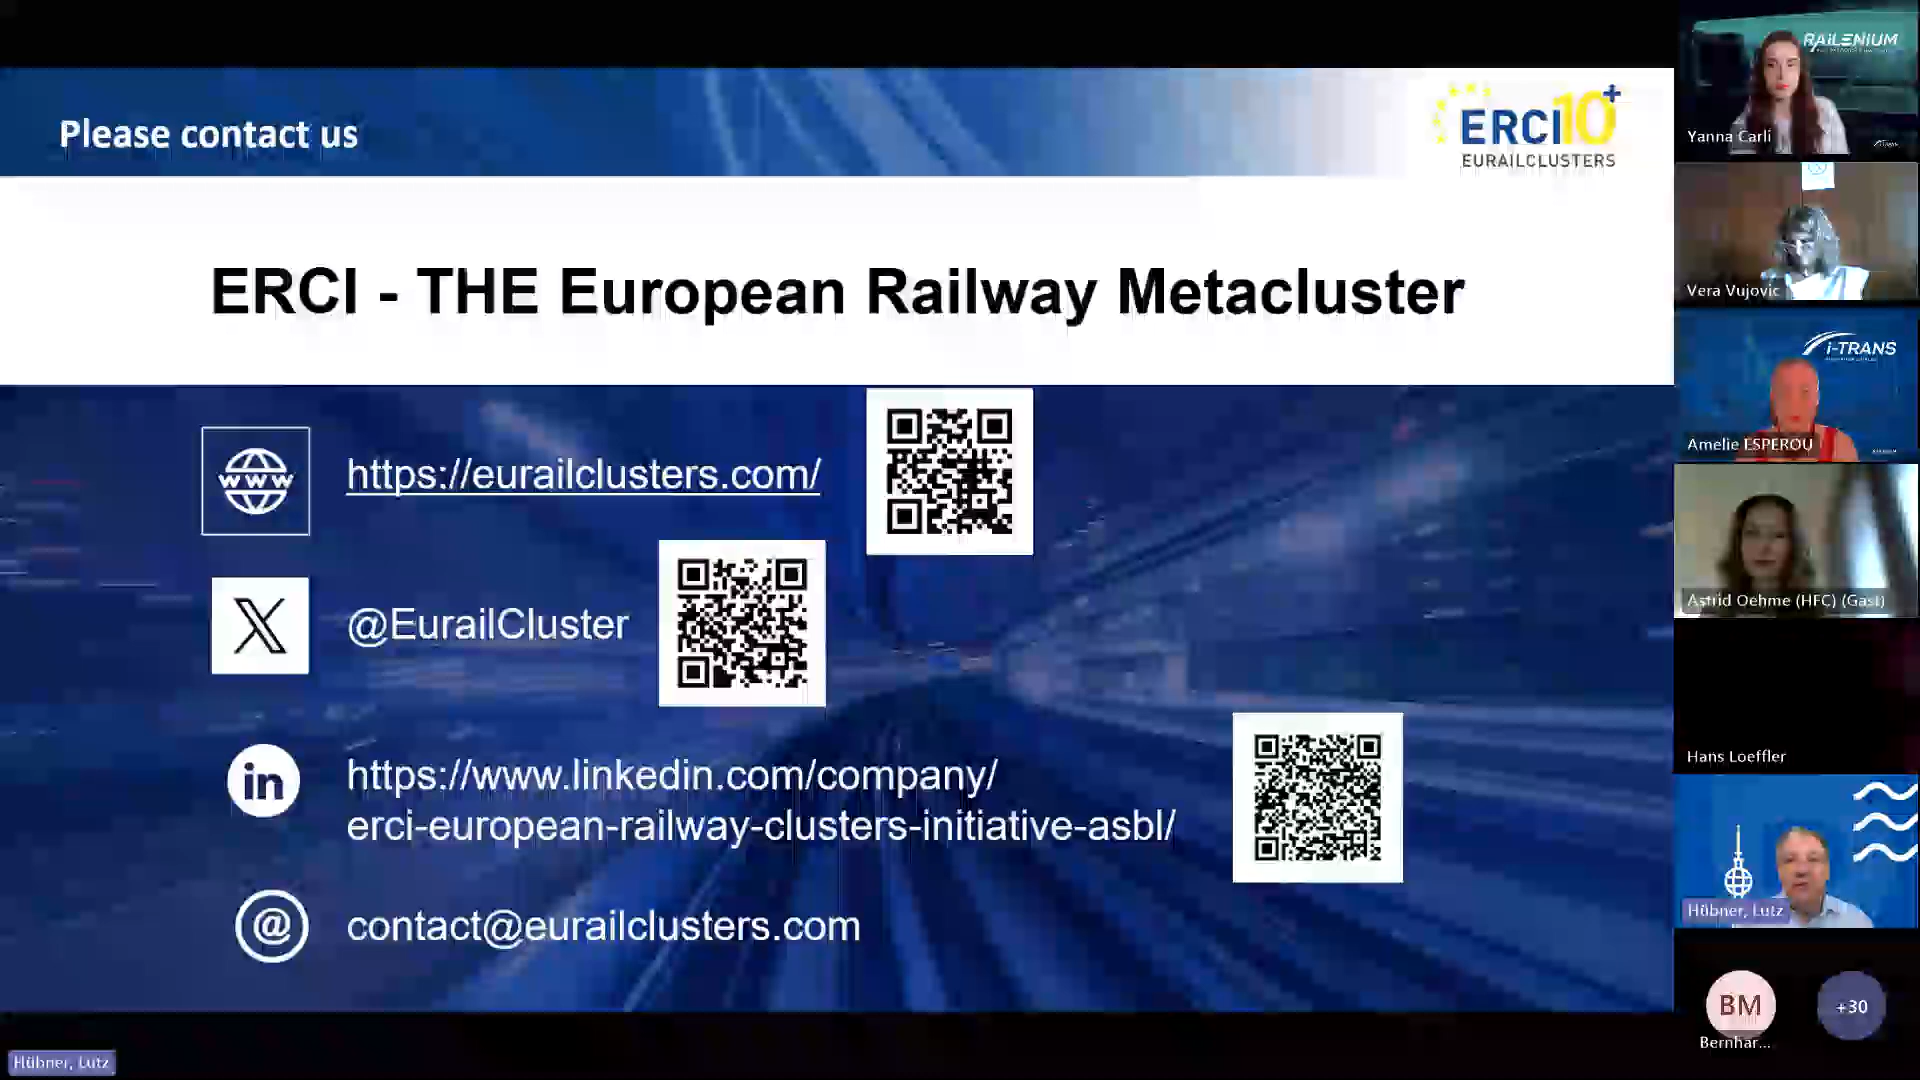 Please contact us
ERCI10+
EURAILCLUSTERS
ERCI - THE European Railway Metacluster
www
https://eurailclusters.com/
X
@EurailCluster
in
https://www.linkedin.com/company/
erci-european-railway-clusters-initiative-asbl/
@
contact@eurailclusters.com
Hübner, Lutz
RAILENIUM
Yanna Carli
Vera Vujovic
i-TRANS
Amelie ESPEROU
Astrid Oehme (HFC) (Gast)
Hans Loeffler
Hübner, Lutz
BM
+30
Bernhar...